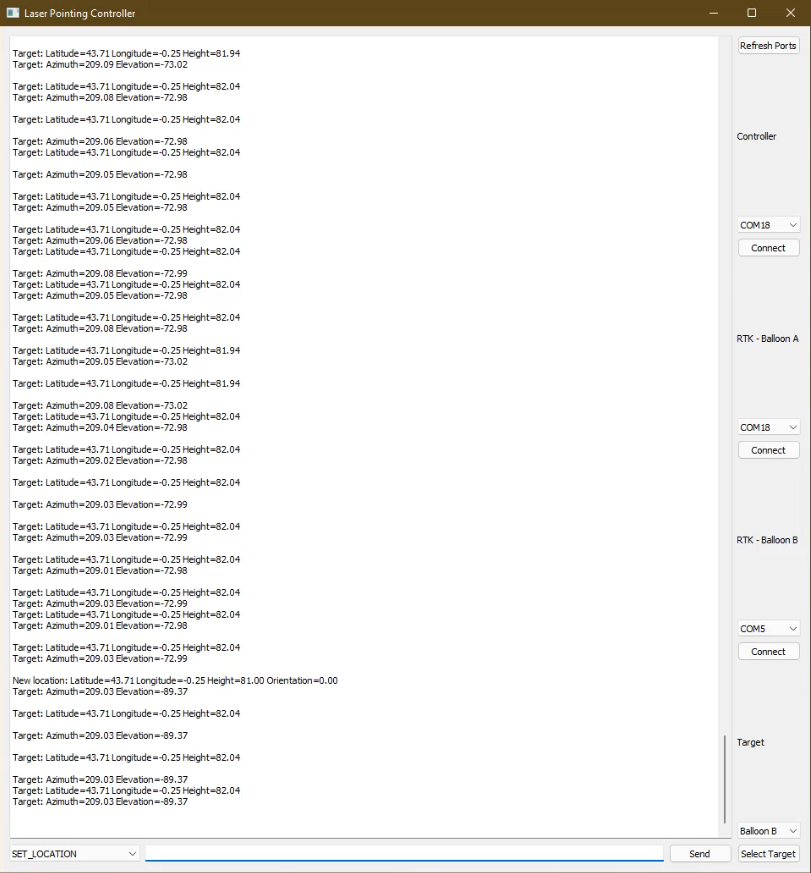 Laser Pointing Controller
Target: Latitude=43.71 Longitude=-0.25 Height=81.94
Target: Azimuth=209.09 Elevation=-73.02
Target: Latitude=43.71 Longitude=-0.25 Height=82.04
Target: Azimuth=209.08 Elevation=-72.98
Target: Latitude=43.71 Longitude=-0.25 Height=82.04
Target: Azimuth=209.06 Elevation=-72.98
Target: Latitude=43.71 Longitude=-0.25 Height=82.04
Target: Azimuth=209.05 Elevation=-72.98
Target: Latitude=43.71 Longitude=-0.25 Height=82.04
Target: Azimuth=209.05 Elevation=-72.98
Target: Latitude=43.71 Longitude=-0.25 Height=82.04
Target: Azimuth=209.06 Elevation=-72.98
Target: Latitude=43.71 Longitude=-0.25 Height=82.04
Target: Azimuth=209.08 Elevation=-72.99
Target: Latitude=43.71 Longitude=-0.25 Height=82.04
Target: Azimuth=209.05 Elevation=-72.98
Target: Latitude=43.71 Longitude=-0.25 Height=82.04
Target: Azimuth=209.08 Elevation=-72.98
Target: Latitude=43.71 Longitude=-0.25 Height=81.94
Target: Azimuth=209.05 Elevation=-73.02
Target: Latitude=43.71 Longitude=-0.25 Height=81.94
Target: Azimuth=209.08 Elevation=-73.02
Target: Latitude=43.71 Longitude=-0.25 Height=82.04
Target: Azimuth=209.04 Elevation=-72.98
Target: Latitude=43.71 Longitude=-0.25 Height=82.04
Target: Azimuth=209.02 Elevation=-72.98
Target: Latitude=43.71 Longitude=-0.25 Height=82.04
Target: Azimuth=209.03 Elevation=-72.99
Target: Latitude=43.71 Longitude=-0.25 Height=82.04
Target: Azimuth=209.03 Elevation=-72.99
Target: Latitude=43.71 Longitude=-0.25 Height=82.04
Target: Azimuth=209.01 Elevation=-72.98
Target: Latitude=43.71 Longitude=-0.25 Height=82.04
Target: Azimuth=209.03 Elevation=-72.99
Target: Latitude=43.71 Longitude=-0.25 Height=82.04
Target: Azimuth=209.01 Elevation=-72.98
Target: Latitude=43.71 Longitude=-0.25 Height=82.04
Target: Azimuth=209.03 Elevation=-72.99
New location: Latitude=43.71 Longitude=-0.25 Height=81.00 Orientation=0.00
Target: Azimuth=209.03 Elevation=-89.37
Target: Latitude=43.71 Longitude=-0.25 Height=82.04
Target: Azimuth=209.03 Elevation=-89.37
Target: Latitude=43.71 Longitude=-0.25 Height=82.04
Target: Azimuth=209.03 Elevation=-89.37
Target: Latitude=43.71 Longitude=-0.25 Height=82.04
Target: Azimuth=209.03 Elevation=-89.37
SET_LOCATION
Send
Refresh Ports
Controller
COM18
Connect
RTK - Balloon A
COM18
Connect
RTK - Balloon B
COM5
Connect
Target
Balloon B
Select Target